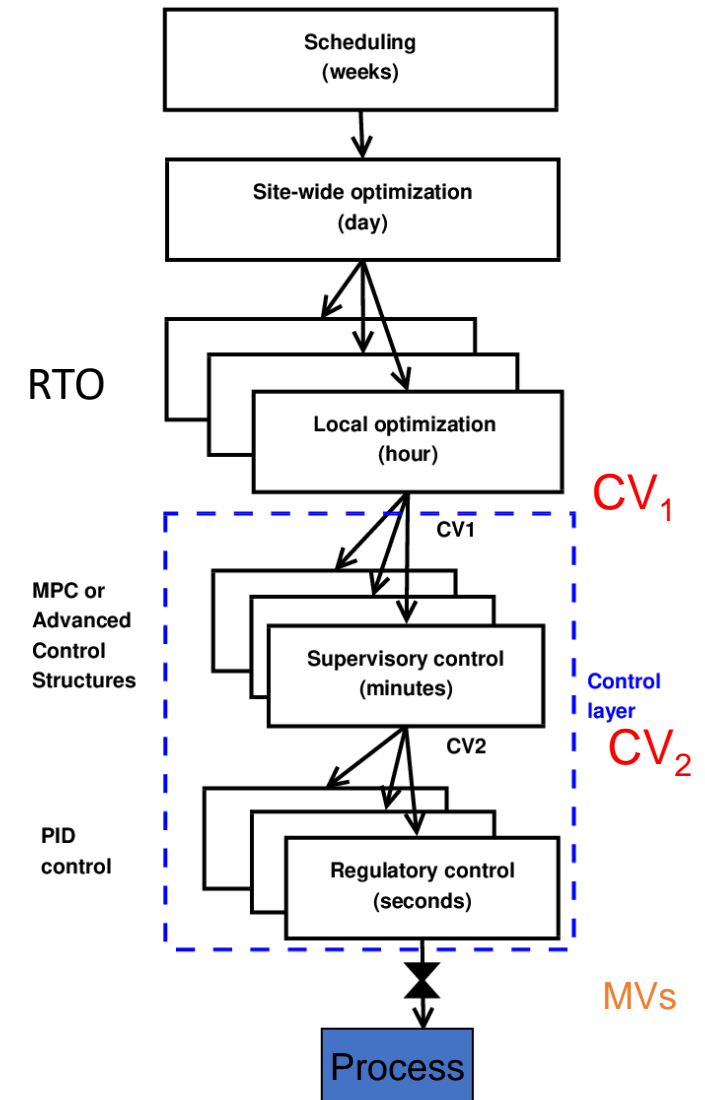 Scheduling
(weeks)
Site-wide optimization
(day)
RTO
Local optimization
(hour)
CV₁
CV1
MPC or
Advanced
Control
Structures
Supervisory control
(minutes)
Control
layer
CV2
CV₂
PID
control
Regulatory control
(seconds)
MVs
Process